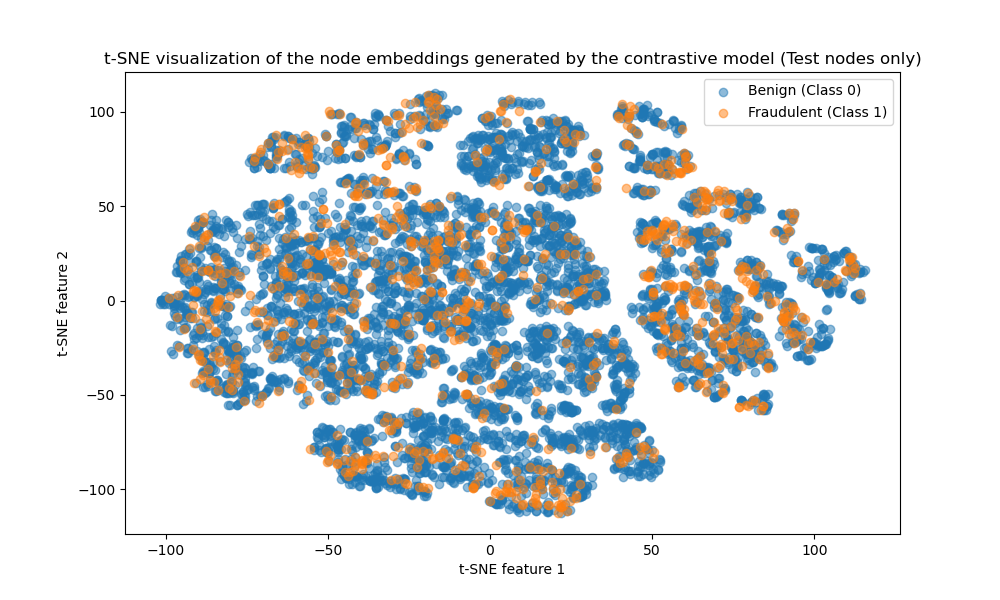 t-SNE visualization of the node embeddings generated by the contrastive model (Test nodes only)
Benign (Class 0)
Fraudulent (Class 1)
100
50
0
−50
−100
t-SNE feature 2
−100
−50
0
50
100
t-SNE feature 1